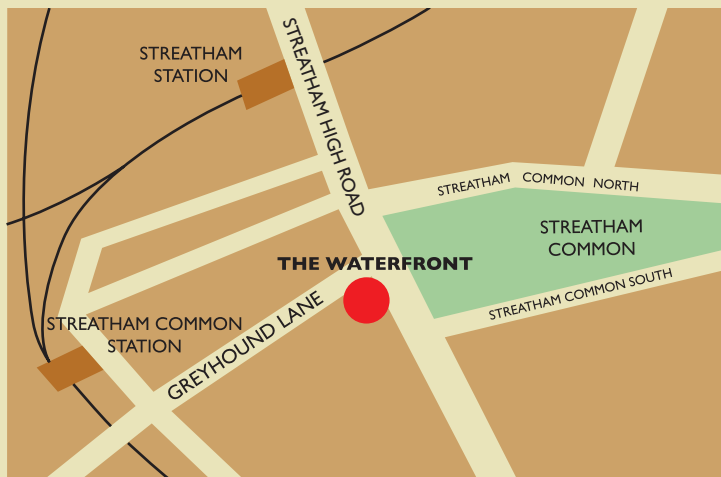 STREATHAM
STATION
STREATHAM HIGH ROAD
STREATHAM COMMON NORTH
STREATHAM
COMMON
THE WATERFRONT
STREATHAM COMMON SOUTH
GREYHOUND LANE
STREATHAM COMMON
STATION